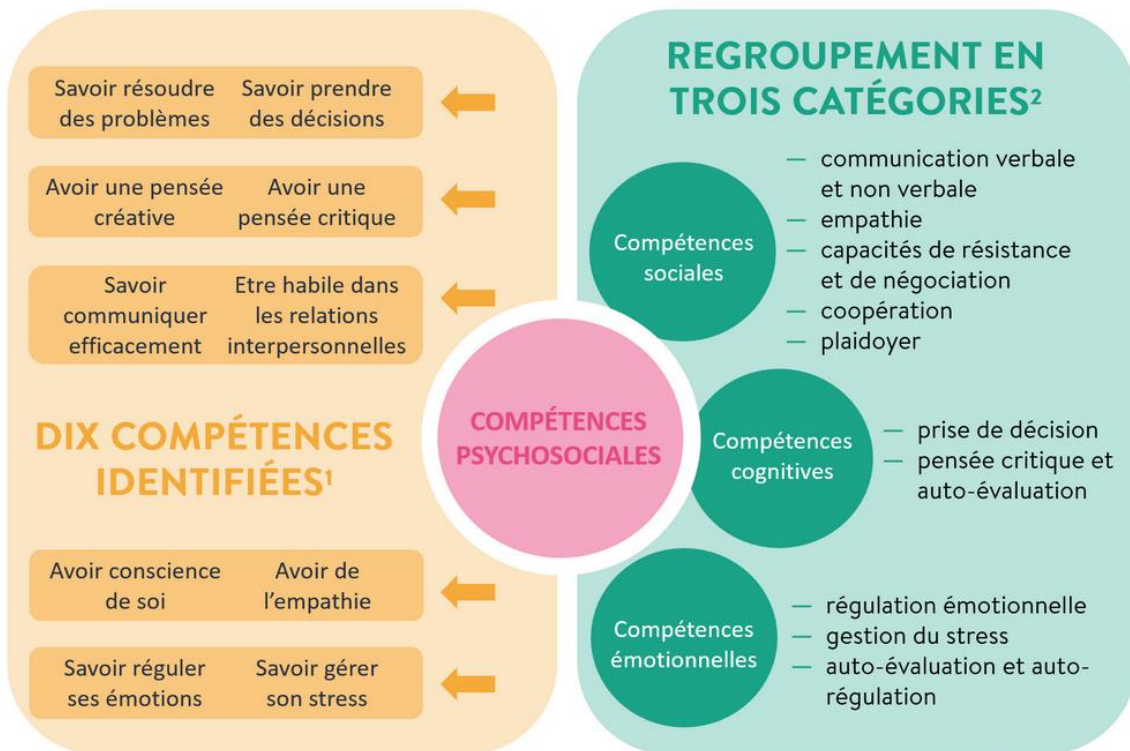 Savoir résoudre
des problèmes
Savoir prendre
des décisions
Avoir une pensée
créative
Avoir une
pensée critique
Savoir
communiquer
efficacement
Etre habile dans
les relations
interpersonnelles
DIX COMPÉTENCES
IDENTIFIÉES¹
Avoir conscience
de soi
Avoir de
l'empathie
Savoir réguler
ses émotions
Savoir gérer
son stress
COMPÉTENCES
PSYCHOSOCIALES
REGROUPEMENT EN
TROIS CATÉGORIES²
Compétences
sociales
— communication verbale
et non verbale
— empathie
— capacités de résistance
et de négociation
— coopération
— plaidoyer
Compétences
cognitives
— prise de décision
— pensée critique et
auto-évaluation
Compétences
émotionnelles
— régulation émotionnelle
— gestion du stress
— auto-évaluation et auto-
régulation